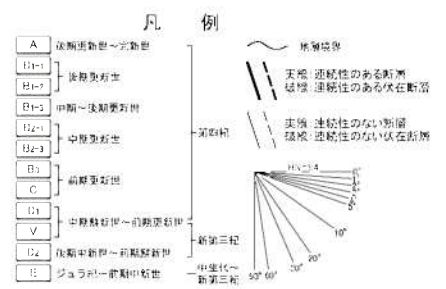 凡 例
A 後期更新世~完新世
B1-1
後期更新世
B1-2
B1-3 中期~後期更新世
B2-1
中期更新世
B2-3
第四紀
B3
前期更新世
C
D1
中期鮮新世~前期更新世
V
新第三紀
D2 後期中新世~前期鮮新世
E ジュラ紀~前期中新世
中生代~
新第三紀
地層境界
実線:連続性のある断層
破線:連続性のある伏在断層
実線:連続性のない断層
破線:連続性のない伏在断層
0°
10°
20°
30°
60°